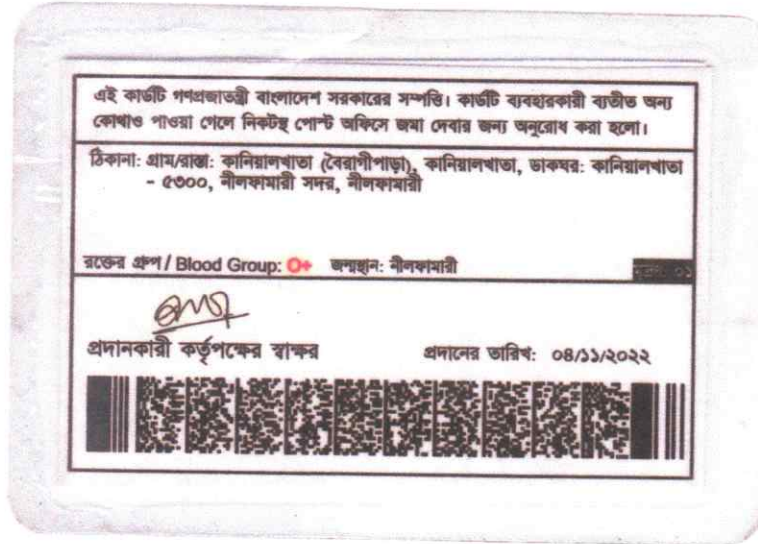 এই কার্ডটি গণপ্রজাতন্ত্রী বাংলাদেশ সরকারের সম্পত্তি। কার্ডটি ব্যবহারকারী ব্যতীত অন্য
কোথাও পাওয়া গেলে নিকটস্থ পোস্ট অফিসে জমা দেবার জন্য অনুরোধ করা হলো।
ঠিকানা: গ্রাম/রাস্তা: কানিয়ালখাতা (বৈরাগীপাড়া), কানিয়ালখাতা, ডাকঘর: কানিয়ালখাতা
- ৫৩০০, নীলফামারী সদর, নীলফামারী
রক্তের গ্রুপ / Blood Group: O+ জন্মস্থান: নীলফামারী মুদ্রণ: ০১
প্রদানকারী কর্তৃপক্ষের স্বাক্ষর প্রদানের তারিখ: ০৪/১১/২০২২